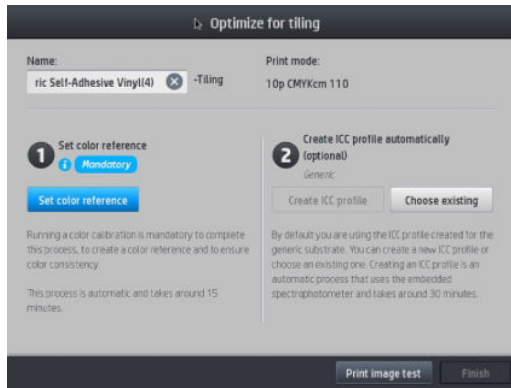 Optimize for tiling
Name:
ric Self-Adhesive Vinyl(4)
-Tiling
Print mode:
10p CMYKcm 110
1
Set color reference
i Mandatory
Set color reference
Running a color calibration is mandatory to complete
this process, to create a color reference and to ensure
color consistency
This process is automatic and takes around 15
minutes.
2
Create ICC profile automatically
(optional)
Generic
Create ICC profile
Choose existing
By default you are using the ICC profile created for the
generic substrate. You can create a new ICC profile or
choose an existing one. Creating an ICC profile is an
automatic process that uses the embedded
spectrophotometer and takes around 30 minutes.
Print image test
Finish